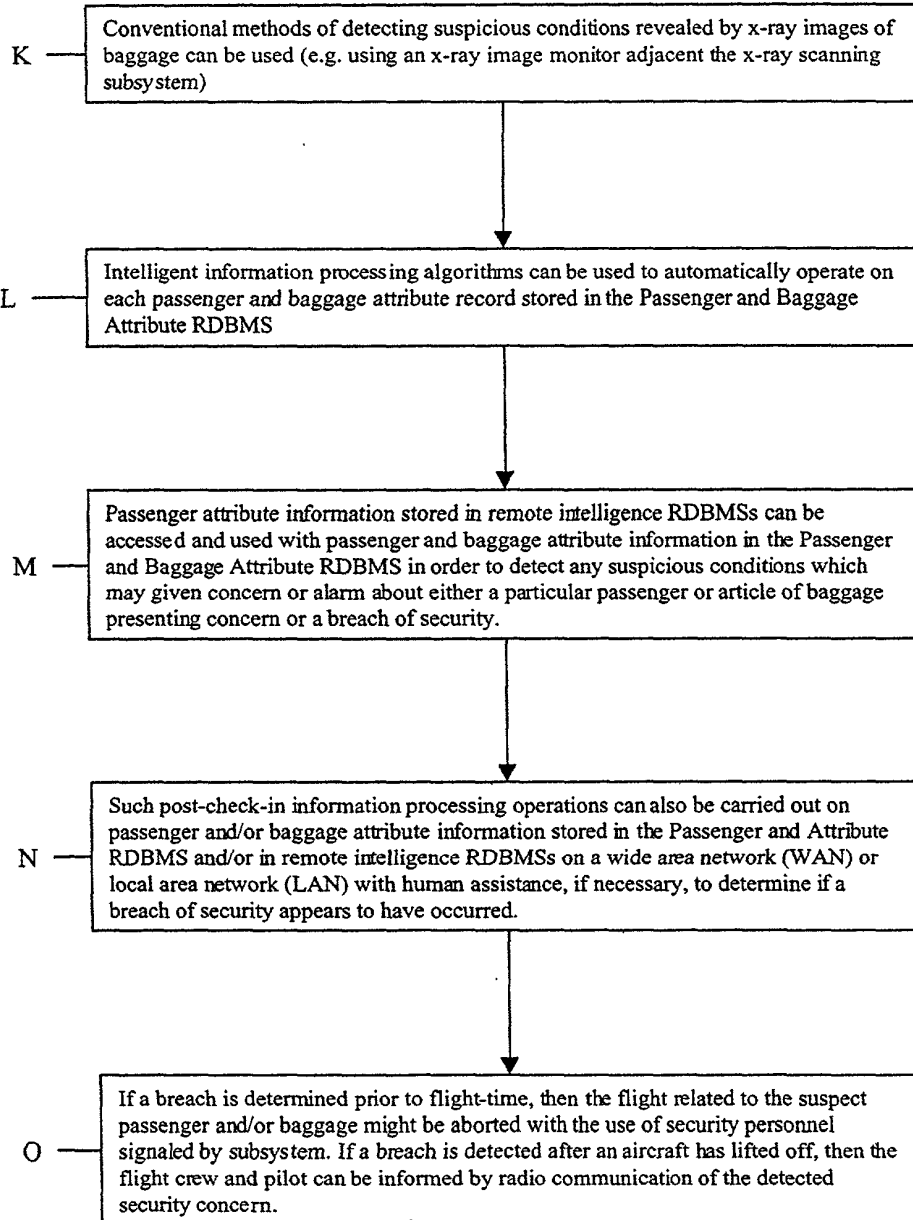 Conventional methods of detecting suspicious conditions revealed by x-ray images of
K
baggage can be used (e.g. using an x-ray image monitor adjacent the x-ray scanning
subsystem)
Intelligent information processing algorithms can be used to automatically operate on
L
each passenger and baggage attribute record stored in the Passenger and Baggage
Attribute RDBMS
Passenger attribute information stored in remote intelligence RDBMSs can be
accessed and used with passenger and baggage attribute information in the Passenger
M
and Baggage Attribute RDBMS in order to detect any suspicious conditions which
may given concern or alarm about either a particular passenger or article of baggage
presenting concern or a breach of security.
Such post-check-in information processing operations can also be carried out on
passenger and/or baggage attribute information stored in the Passenger and Attribute
N
RDBMS and/or in remote intelligence RDBMSs on a wide area network (WAN) or
local area network (LAN) with human assistance, if necessary, to determine if a
breach of security appears to have occurred.
If a breach is determined prior to flight-time, then the flight related to the suspect
passenger and/or baggage might be aborted with the use of security personnel
O
signaled by subsystem. If a breach is detected after an aircraft has lifted off, then the
flight crew and pilot can be informed by radio communication of the detected
security concern.